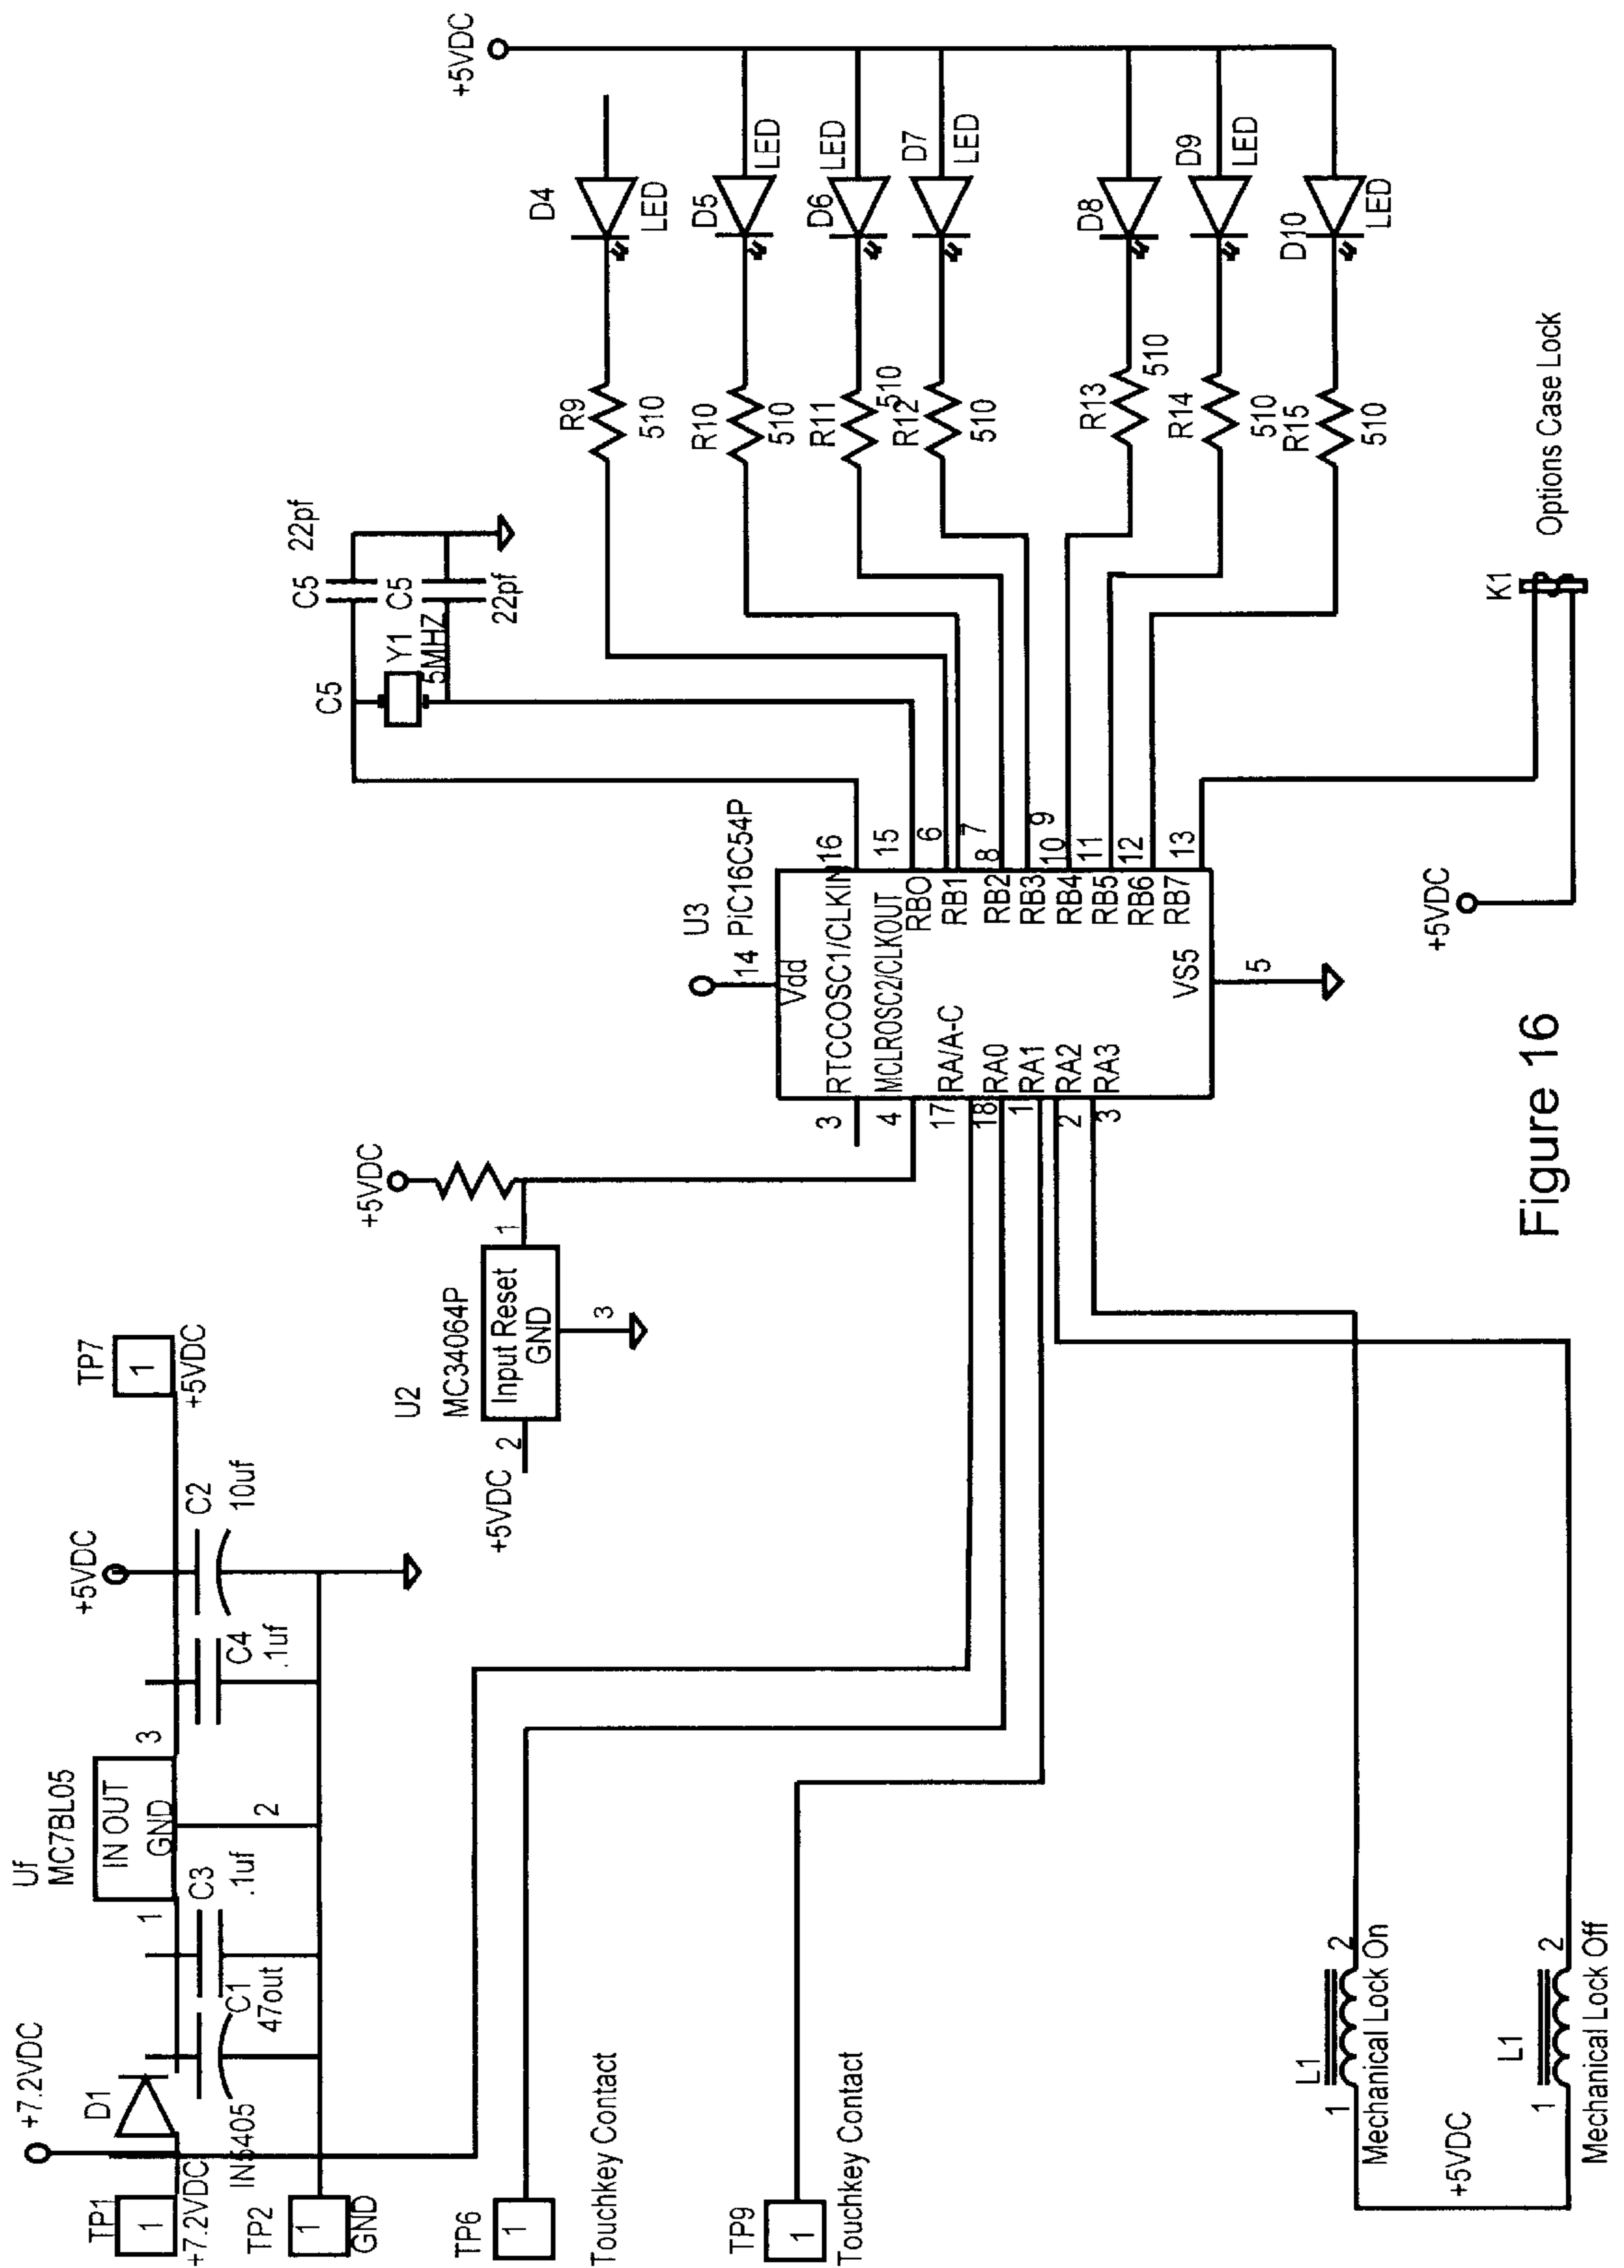 TP1
1
+7.2VDC
+7.2VDC
D1
IN5405
C1
47out
C3
.1uf
Uf
MC7BL05
IN OUT
GND
1
2
3
C4
.1uf
+5VDC
C2
10uf
TP7
1
+5VDC
TP2
1
GND
TP6
1
Touchkey Contact
TP9
1
Touchkey Contact
U2
MC34064P
Input Reset
GND
+5VDC
2
1
3
+5VDC
U3
PiC16C54P
14
Vdd
3
RTCCOSC1/CLKIN
16
4
MCLROSC2/CLKOUT
15
17
RA/A-C
18
RA0
1
RA1
2
RA2
3
RA3
RBO
6
RB1
7
RB2
8
RB3
9
RB4
10
RB5
11
RB6
12
RB7
13
VS5
5
C5
C5
22pf
Y1
5MHZ
C5
22pf
+5VDC
R9
510
D4
LED
R10
510
D5
LED
R11
510
D6
LED
R12
510
D7
LED
R13
510
D8
R14
510
D9
LED
R15
510
D10
LED
+5VDC
K1
Options Case Lock
L1
1
2
Mechanical Lock On
+5VDC
L1
1
2
Mechanical Lock Off
Figure 16